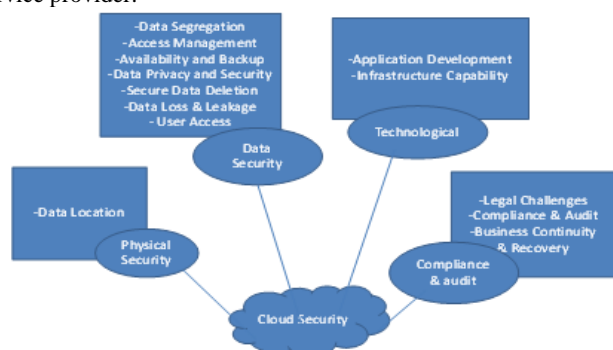 rvice provider.
-Data Segregation
-Access Management
-Availability and Backup
-Data Privacy and Security
-Secure Data Deletion
-Data Loss & Leakage
- User Access
Data
Security
-Application Development
-Infrastructure Capability
Technological
-Data Location
Physical
Security
-Legal Challenges
-Compliance & Audit
-Business Continuity
& Recovery
Compliance
& audit
Cloud Security